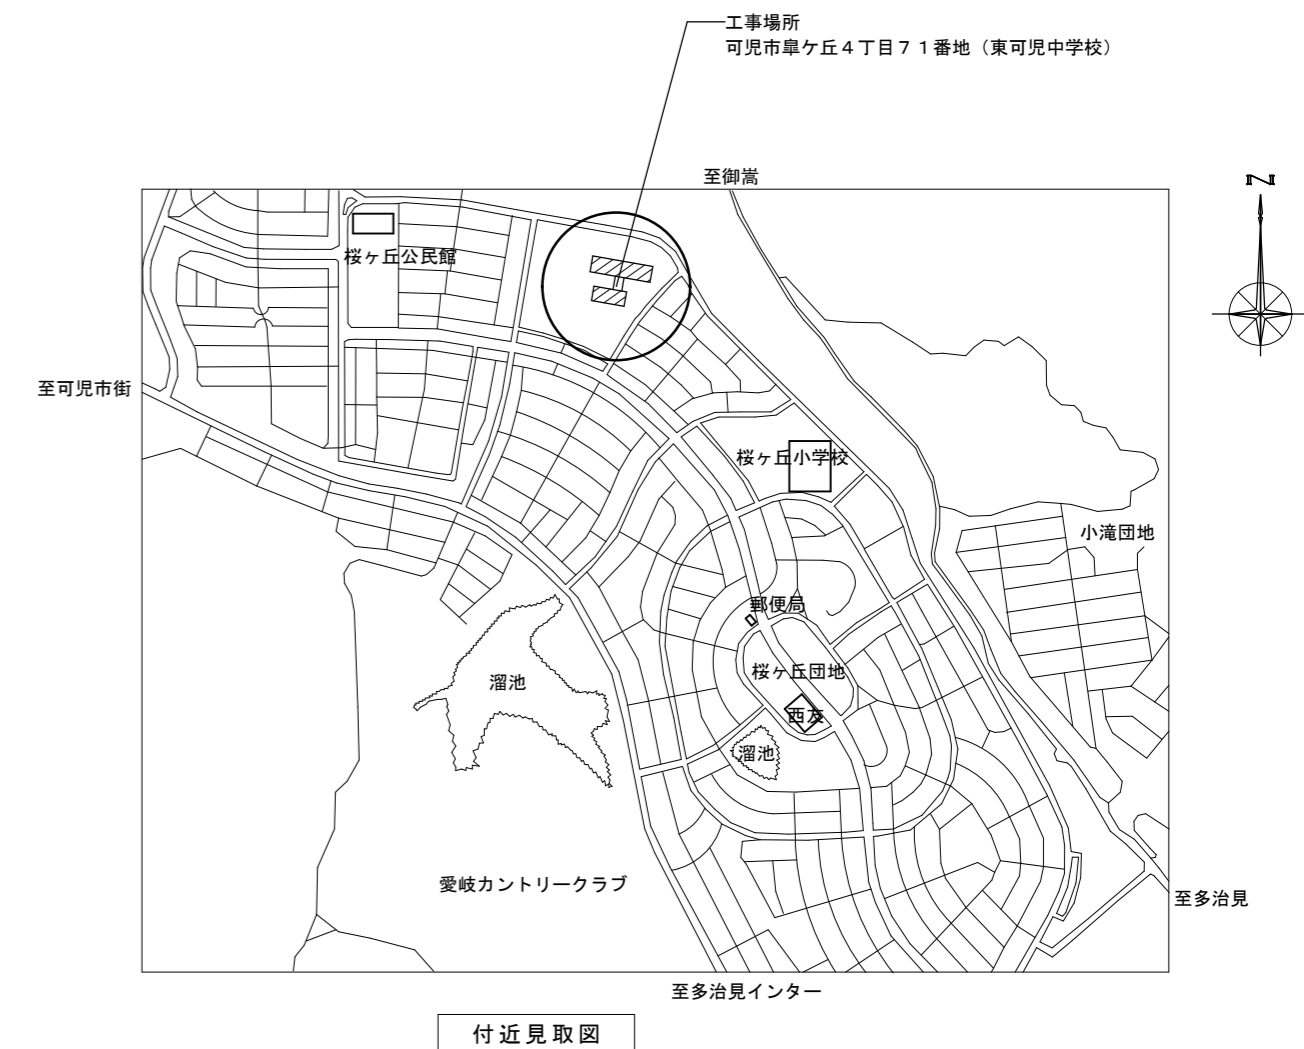 工事場所
可児市皐ケ丘４丁目７１番地（東可児中学校）
至御嵩
N
桜ヶ丘公民館
至可児市街
桜ヶ丘小学校
小滝団地
郵便局
桜ヶ丘団地
溜池
西友
溜池
愛岐カントリークラブ
至多治見
至多治見インター
付近見取図